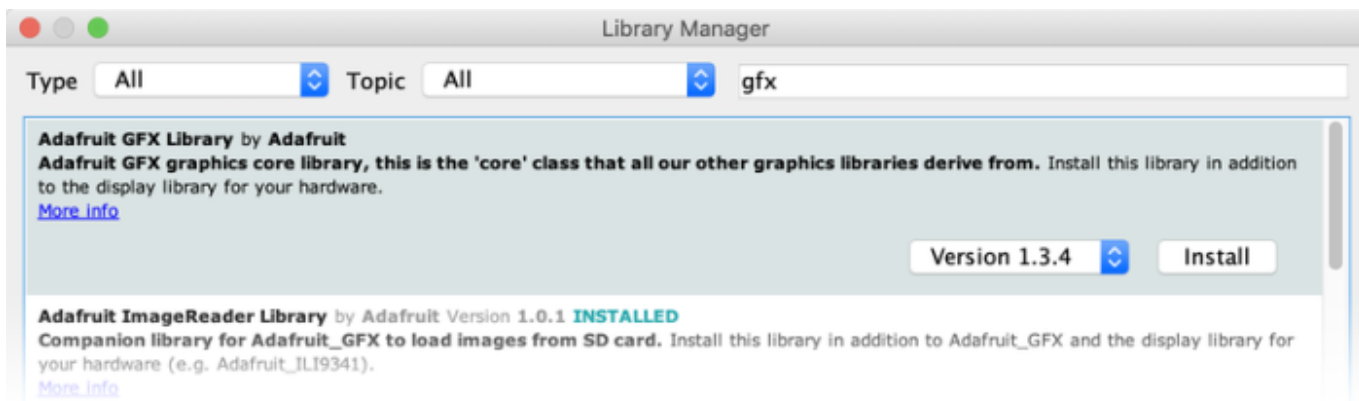 Library Manager
Type All Topic All gfx
Adafruit GFX Library by Adafruit
Adafruit GFX graphics core library, this is the 'core' class that all our other graphics libraries derive from. Install this library in addition
to the display library for your hardware.
More info
Version 1.3.4 Install
Adafruit ImageReader Library by Adafruit Version 1.0.1 INSTALLED
Companion library for Adafruit_GFX to load images from SD card. Install this library in addition to Adafruit_GFX and the display library for
your hardware (e.g. Adafruit_ILI9341).
More info